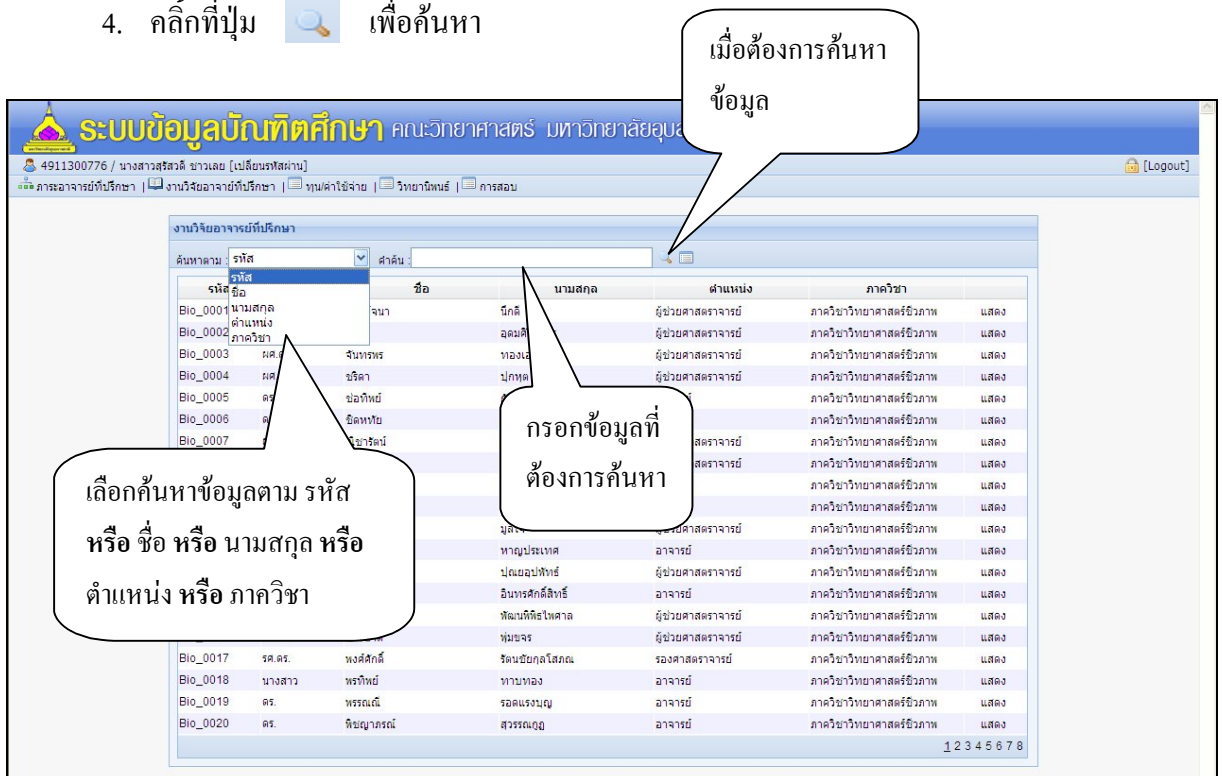 4. คลิ๊กที่ปุ่ม เพื่อค้นหา
เมื่อต้องการค้นหา
ข้อมูล
ระบบข้อมูลบัณฑิตศึกษา คณะวิทยาศาสตร์ มหาวิทยาลัยอุบ
4911300776 / นางสาวสุรัสวดี ชาวเลย [เปลี่ยนรหัสผ่าน] [Logout]
ภาระอาจารย์ที่ปรึกษา | งานวิจัยอาจารย์ที่ปรึกษา | ทุน/ค่าใช้จ่าย | วิทยานิพนธ์ | การสอบ
งานวิจัยอาจารย์ที่ปรึกษา
ค้นหาตาม : รหัส คำค้น :
รหัส
ชื่อ
นามสกุล
ตำแหน่ง
ภาควิชา
รหัส ชื่อ นามสกุล ตำแหน่ง ภาควิชา
Bio_0001 นึกดี ผู้ช่วยศาสตราจารย์ ภาควิชาวิทยาศาสตร์ชีวภาพ แสดง
Bio_0002 ผู้ช่วยศาสตราจารย์ ภาควิชาวิทยาศาสตร์ชีวภาพ แสดง
Bio_0003 จันทรพร ผู้ช่วยศาสตราจารย์ ภาควิชาวิทยาศาสตร์ชีวภาพ แสดง
Bio_0004 ชริดา ผู้ช่วยศาสตราจารย์ ภาควิชาวิทยาศาสตร์ชีวภาพ แสดง
Bio_0005 ช่อทิพย์ ภาควิชาวิทยาศาสตร์ชีวภาพ แสดง
Bio_0006 ชิดหทัย ภาควิชาวิทยาศาสตร์ชีวภาพ แสดง
Bio_0007 ภาควิชาวิทยาศาสตร์ชีวภาพ แสดง
ภาควิชาวิทยาศาสตร์ชีวภาพ แสดง
ภาควิชาวิทยาศาสตร์ชีวภาพ แสดง
ภาควิชาวิทยาศาสตร์ชีวภาพ แสดง
ผู้ช่วยศาสตราจารย์ ภาควิชาวิทยาศาสตร์ชีวภาพ แสดง
หาญประเทศ อาจารย์ ภาควิชาวิทยาศาสตร์ชีวภาพ แสดง
ปุณยอุปพัทธ์ ผู้ช่วยศาสตราจารย์ ภาควิชาวิทยาศาสตร์ชีวภาพ แสดง
อินทรศักดิ์สิทธิ์ อาจารย์ ภาควิชาวิทยาศาสตร์ชีวภาพ แสดง
พัฒนพิพิธไพศาล ผู้ช่วยศาสตราจารย์ ภาควิชาวิทยาศาสตร์ชีวภาพ แสดง
พุ่มขจร ผู้ช่วยศาสตราจารย์ ภาควิชาวิทยาศาสตร์ชีวภาพ แสดง
Bio_0017 รศ.ดร. พงศ์ศักดิ์ รัตนชัยกุลโสภณ รองศาสตราจารย์ ภาควิชาวิทยาศาสตร์ชีวภาพ แสดง
Bio_0018 นางสาว พรทิพย์ ทาบทอง อาจารย์ ภาควิชาวิทยาศาสตร์ชีวภาพ แสดง
Bio_0019 ดร. พรรณณี รอดแรงบุญ อาจารย์ ภาควิชาวิทยาศาสตร์ชีวภาพ แสดง
Bio_0020 ดร. พิชญาภรณ์ สุวรรณกูฏ อาจารย์ ภาควิชาวิทยาศาสตร์ชีวภาพ แสดง
1 2 3 4 5 6 7 8
กรอกข้อมูลที่
ต้องการค้นหา
เลือกค้นหาข้อมูลตาม รหัส
หรือ ชื่อ หรือ นามสกุล หรือ
ตำแหน่ง หรือ ภาควิชา